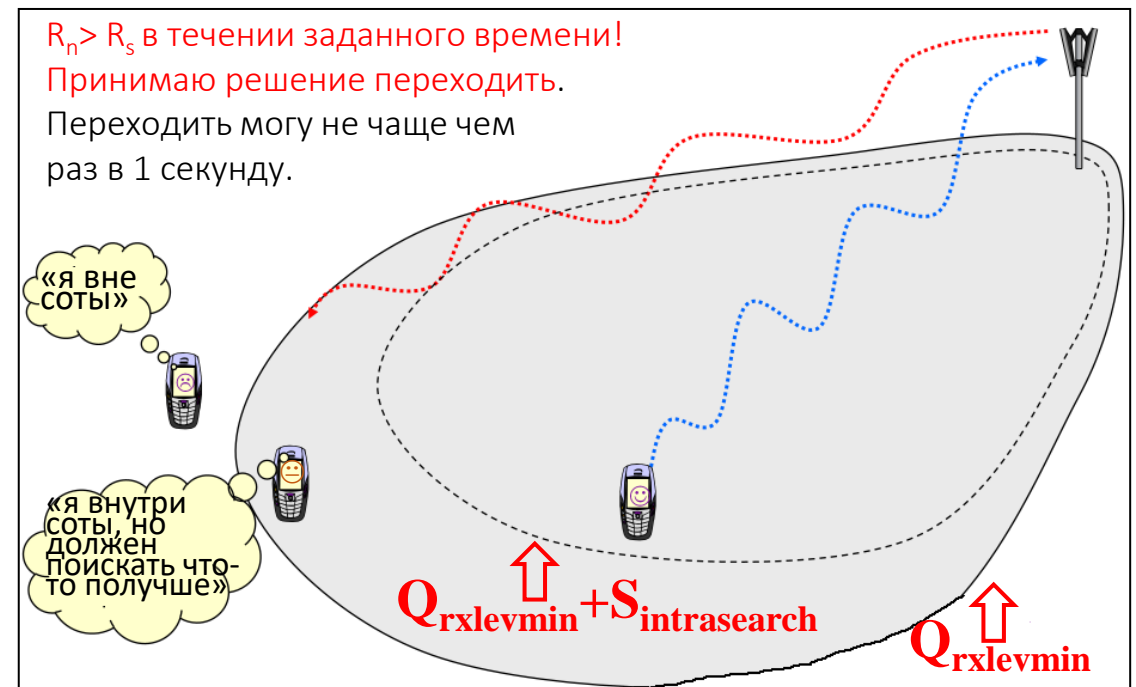 Rn> Rs в течении заданного времени!
Принимаю решение переходить.
Переходить могу не чаще чем
раз в 1 секунду.
«я вне
соты»
«я внутри
соты, но
должен
поискать что-
то получше»
Qrxlevmin+Sintrasearch
Qrxlevmin